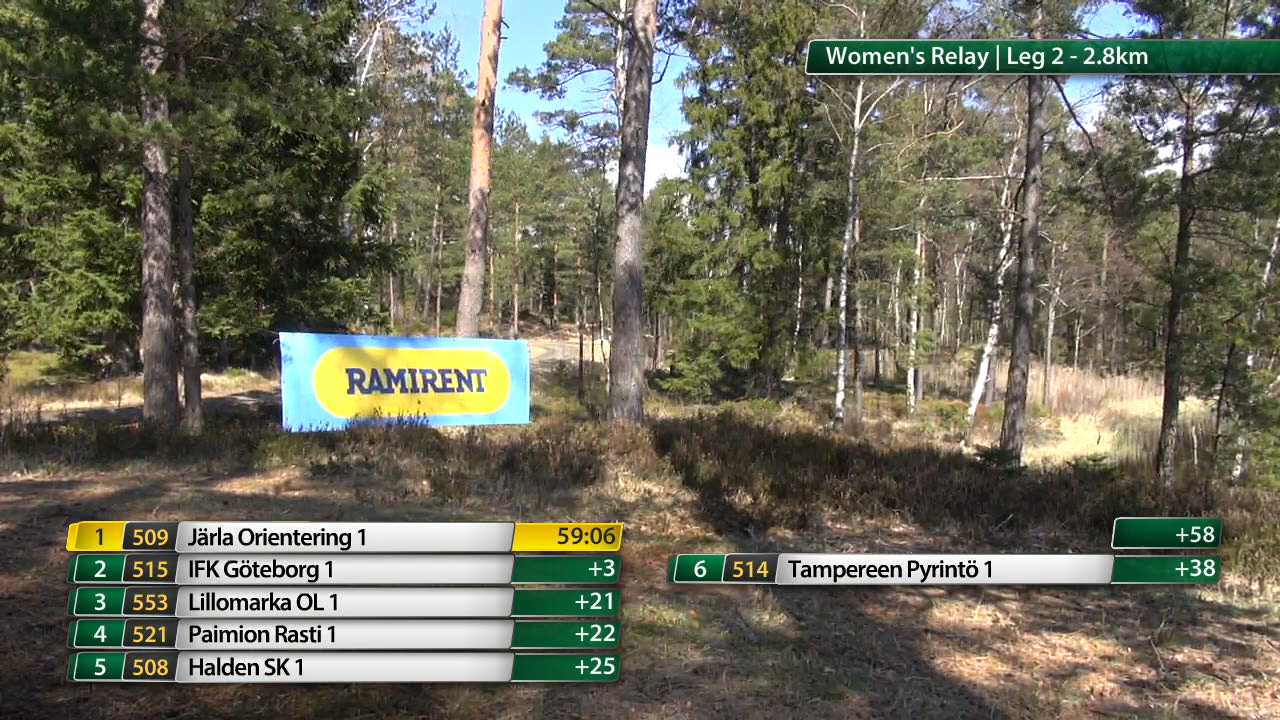 Women's Relay | Leg 2 - 2.8km
RAMIRENT
1 509 Järla Orientering 1 59:06
2 515 IFK Göteborg 1 +3
3 553 Lillomarka OL 1 +21
4 521 Paimion Rasti 1 +22
5 508 Halden SK 1 +25
+58
6 514 Tampereen Pyrintö 1 +38